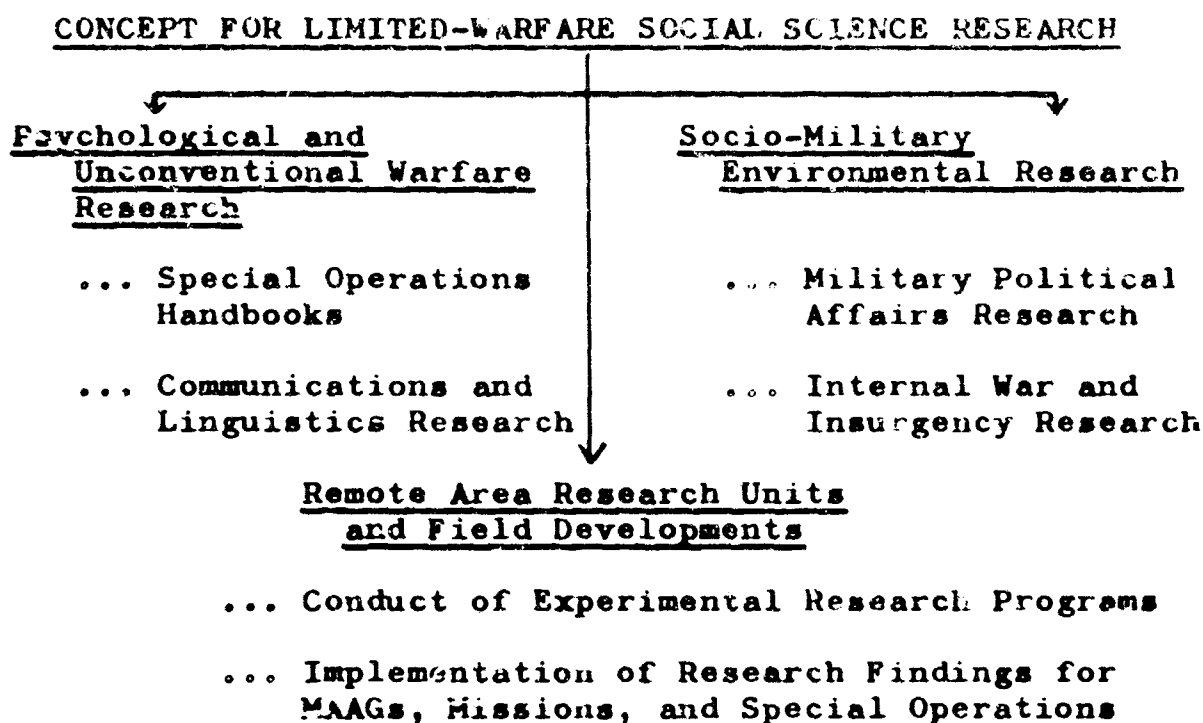 CONCEPT FOR LIMITED-WARFARE SOCIAL SCIENCE RESEARCH
Psychological and
Unconventional Warfare
Research
... Special Operations
Handbooks
... Communications and
Linguistics Research
Socio-Military
Environmental Research
... Military Political
Affairs Research
... Internal War and
Insurgency Research
Remote Area Research Units
and Field Developments
... Conduct of Experimental Research Programs
... Implementation of Research Findings for
MAAGs, Missions, and Special Operations